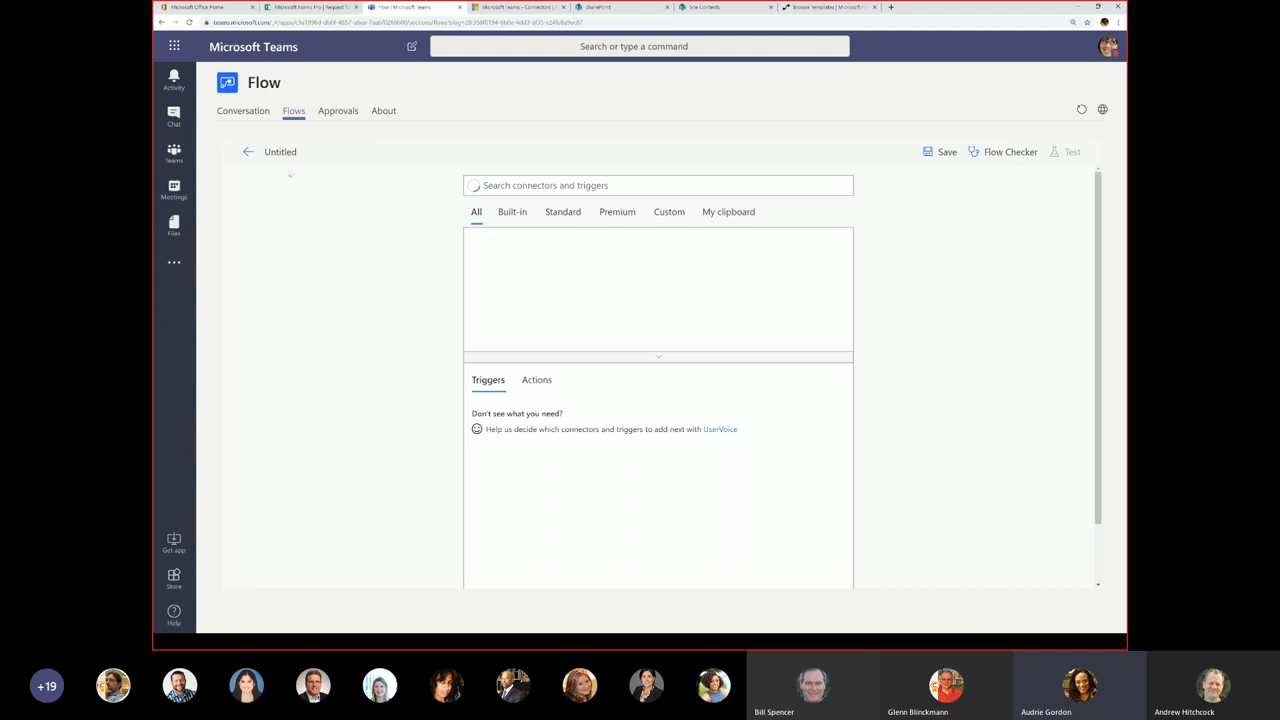 Microsoft Office Home
Microsoft Forms Pro | Request
Flow | Microsoft Teams
Microsoft Teams - Connectors |
SharePoint
Site Contents
Browse Templates | Microsoft
Microsoft Teams
Search or type a command
Activity
Chat
Teams
Meetings
Files
Get app
Store
Help
Flow
Conversation
Flows
Approvals
About
Untitled
Save
Flow Checker
Test
Search connectors and triggers
All
Built-in
Standard
Premium
Custom
My clipboard
Triggers
Actions
Don't see what you need?
Help us decide which connectors and triggers to add next with UserVoice
+19
Bill Spencer
Glenn Blinckmann
Audrie Gordon
Andrew Hitchcock